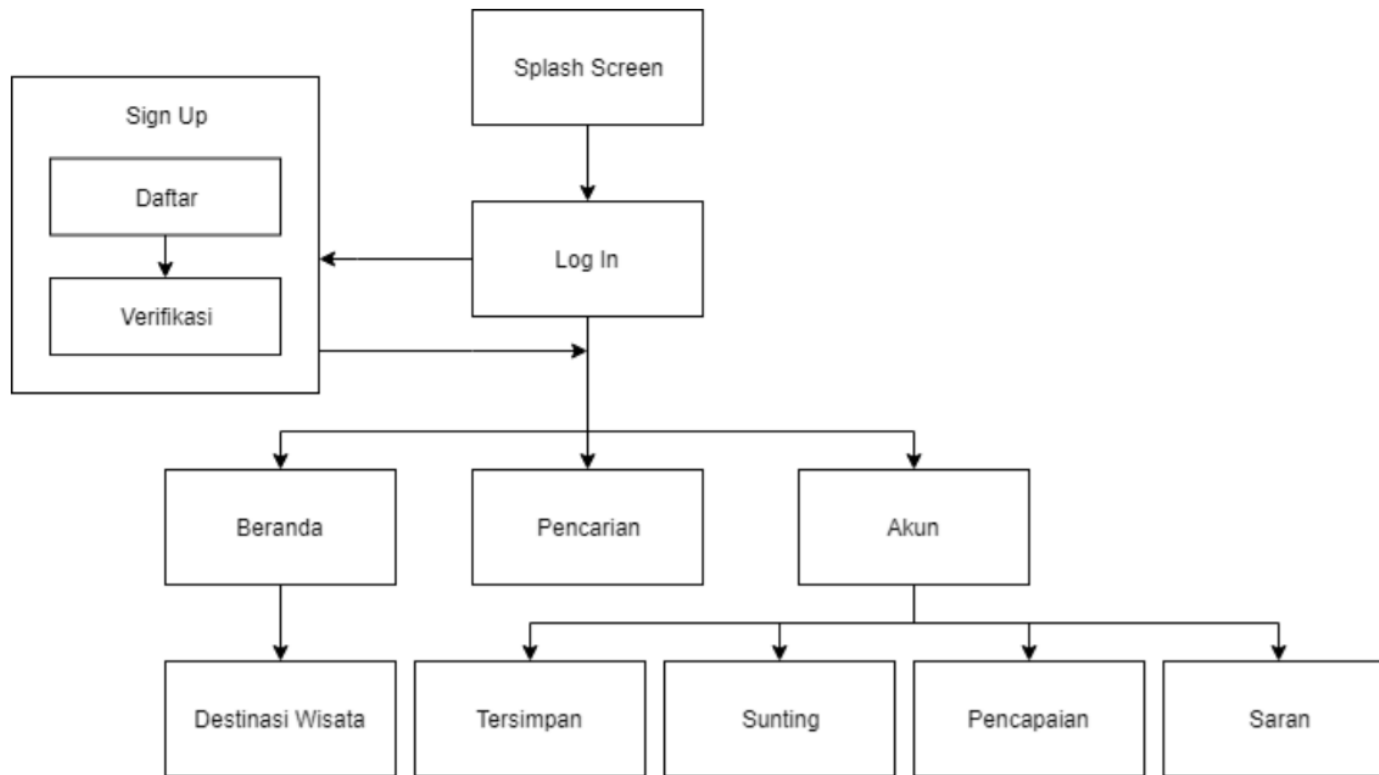 Splash Screen
Sign Up
Daftar
Log In
Verifikasi
Beranda
Pencarian
Akun
Destinasi Wisata
Tersimpan
Sunting
Pencapaian
Saran